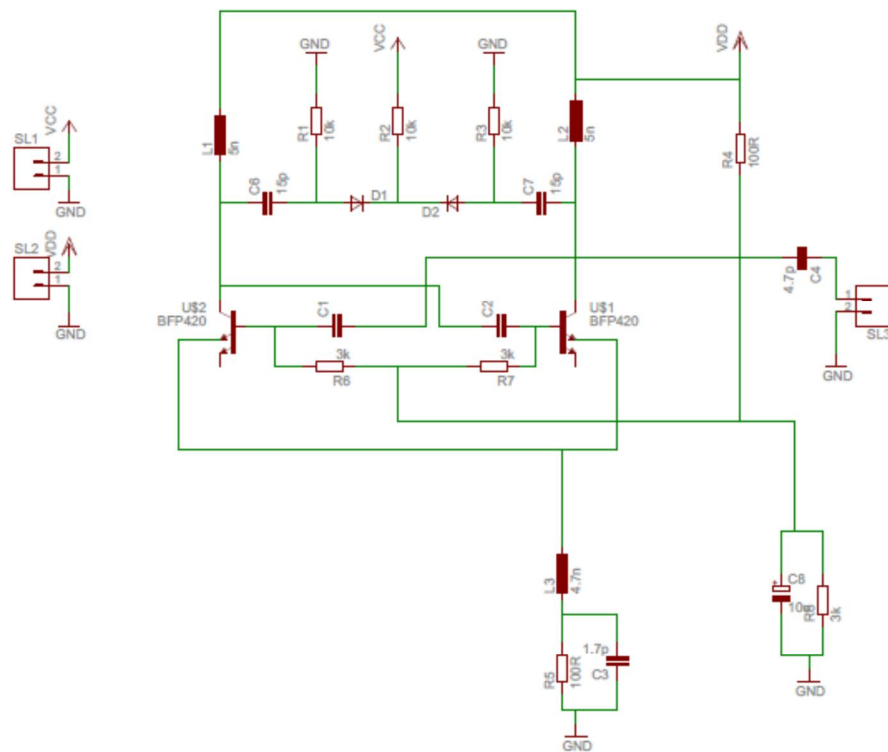 GND
VCC
GND
VDD
L1
5n
R1
10k
R2
10k
R3
10k
L2
5n
R4
100R
VCC
SL1
2
1
GND
C6
15p
D1
D2
C7
15p
VDD
SL2
2
1
GND
4.7p
C4
1
2
SL3
GND
U$2
BFP420
C1
C2
U$1
BFP420
3k
R6
3k
R7
L3
4.7n
C8
R8
3k
1.7p
C3
R5
100R
GND
GND